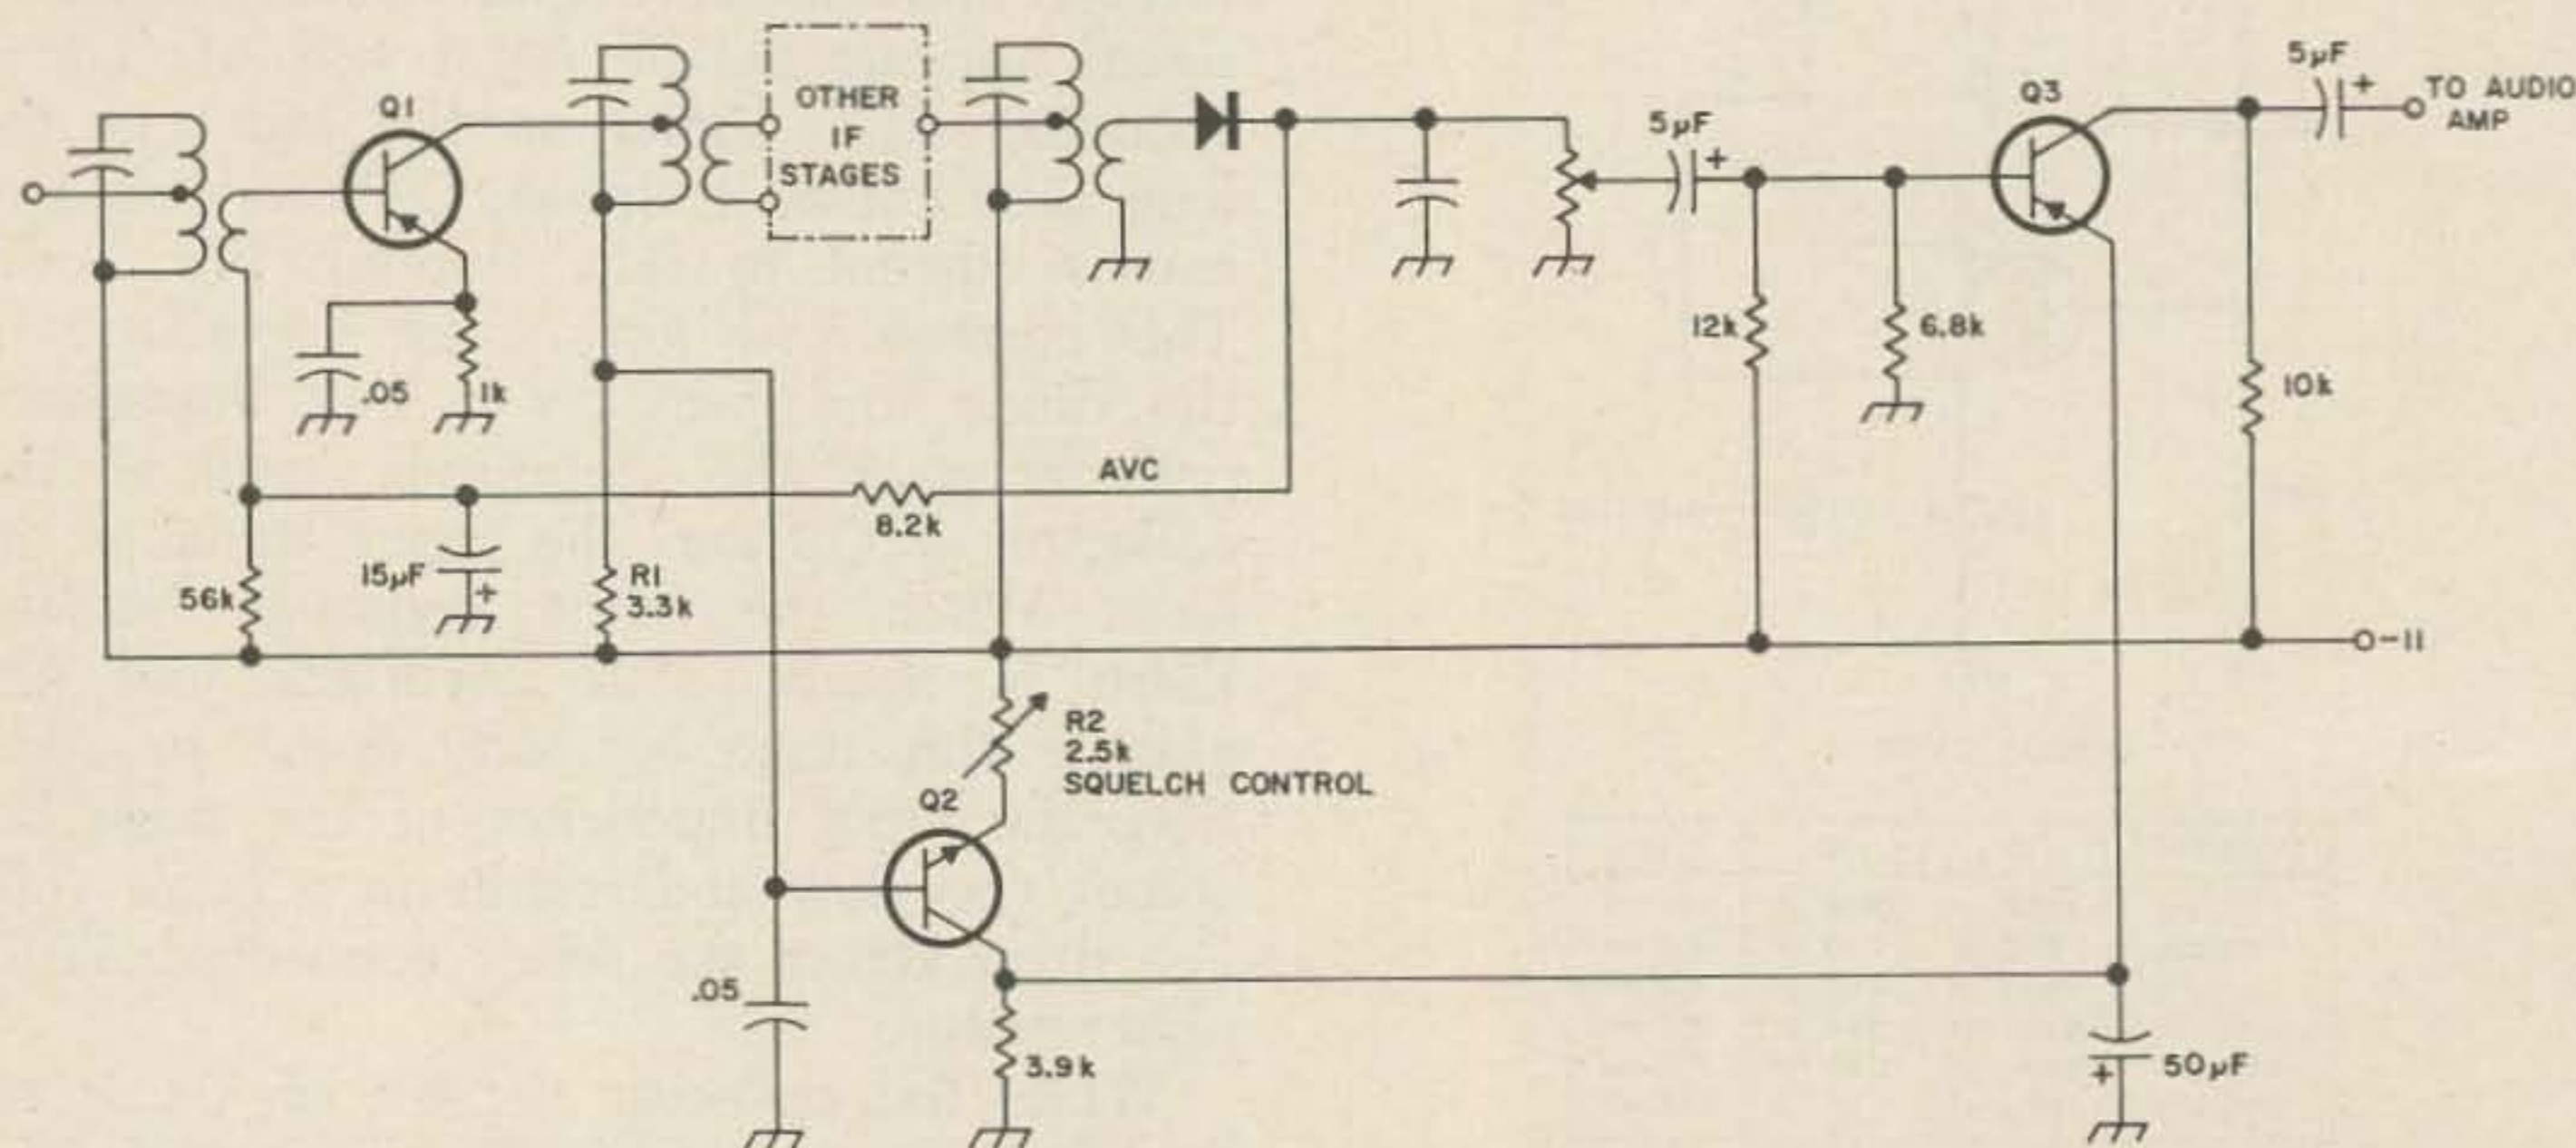 Q1
OTHER
IF
STAGES
5µF
+
Q3
5µF
+
TO AUDIO
AMP
.05
1k
12k
6.8k
10k
AVC
8.2k
56k
15µF
+
R1
3.3k
-11
R2
2.5k
SQUELCH CONTROL
Q2
.05
3.9k
+
50µF